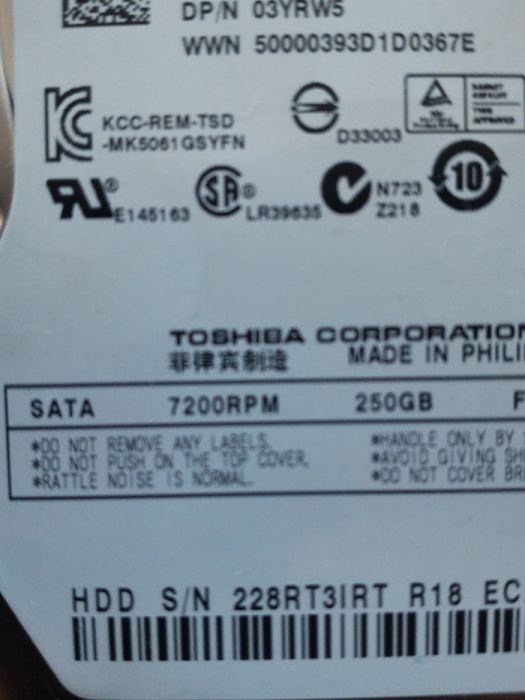 DP/N 03YRW5
WWN 50000393D1D0367E
KCC-REM-TSD
-MK5061GSYFN
D33003
E145163
LR39635
N723
Z218
10
TOSHIBA CORPORATION
菲律宾制造
MADE IN PHILI
SATA 7200RPM 250GB F
*DO NOT REMOVE ANY LABELS.
*DO NOT PUSH ON THE TOP COVER.
*RATTLE NOISE IS NORMAL.
*HANDLE ONLY BY
*AVOID GIVING SH
*DO NOT COVER BR
HDD S/N 228RT3IRT R18 EC